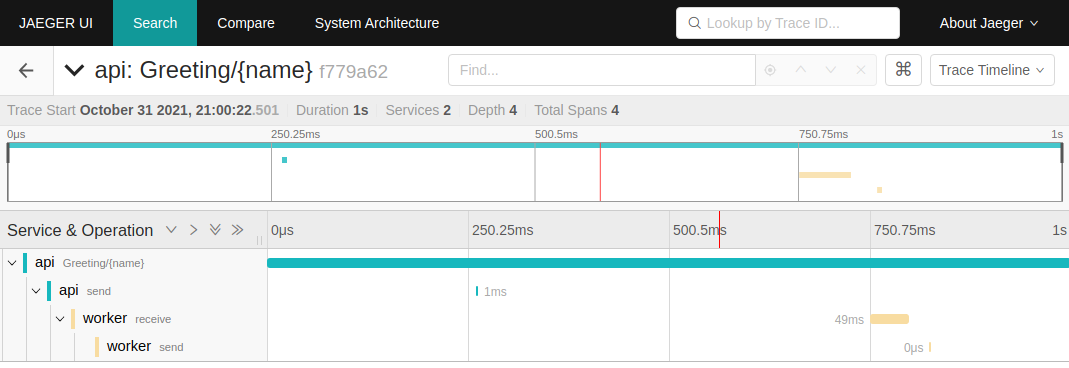 JAEGER UI Search Compare System Architecture Lookup by Trace ID... About Jaeger
api: Greeting/{name} f779a62 Find... ⌘ Trace Timeline
Trace Start October 31 2021, 21:00:22.501 Duration 1s Services 2 Depth 4 Total Spans 4
0μs 250.25ms 500.5ms 750.75ms 1s
Service & Operation 0μs 250.25ms 500.5ms 750.75ms 1s
api Greeting/{name}
api send 1ms
worker receive 49ms
worker send 0μs